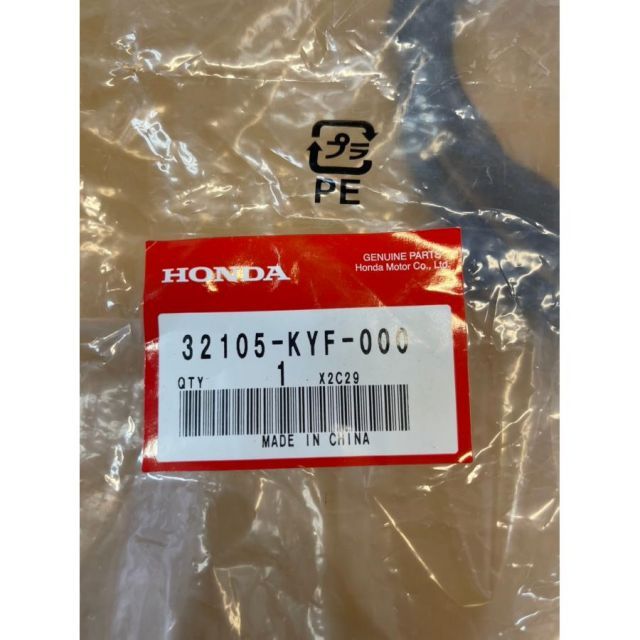 プラ
PE
HONDA
GENUINE PARTS
Honda Motor Co., Ltd.
32105-KYF-000
QTY 1 X2C29
MADE IN CHINA